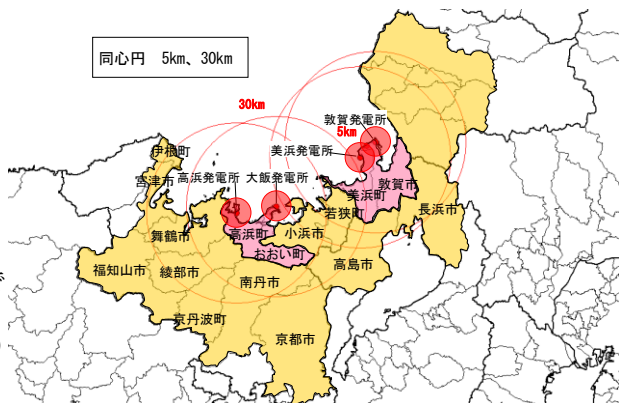 同心円　5km、30km
30km
敦賀発電所
5km
美浜発電所
伊根町
高浜発電所
大飯発電所
宮津市
敦賀市
美浜町
若狭町
長浜市
舞鶴市
高浜町
小浜市
おおい町
高島市
福知山市
綾部市
南丹市
京丹波町
京都市